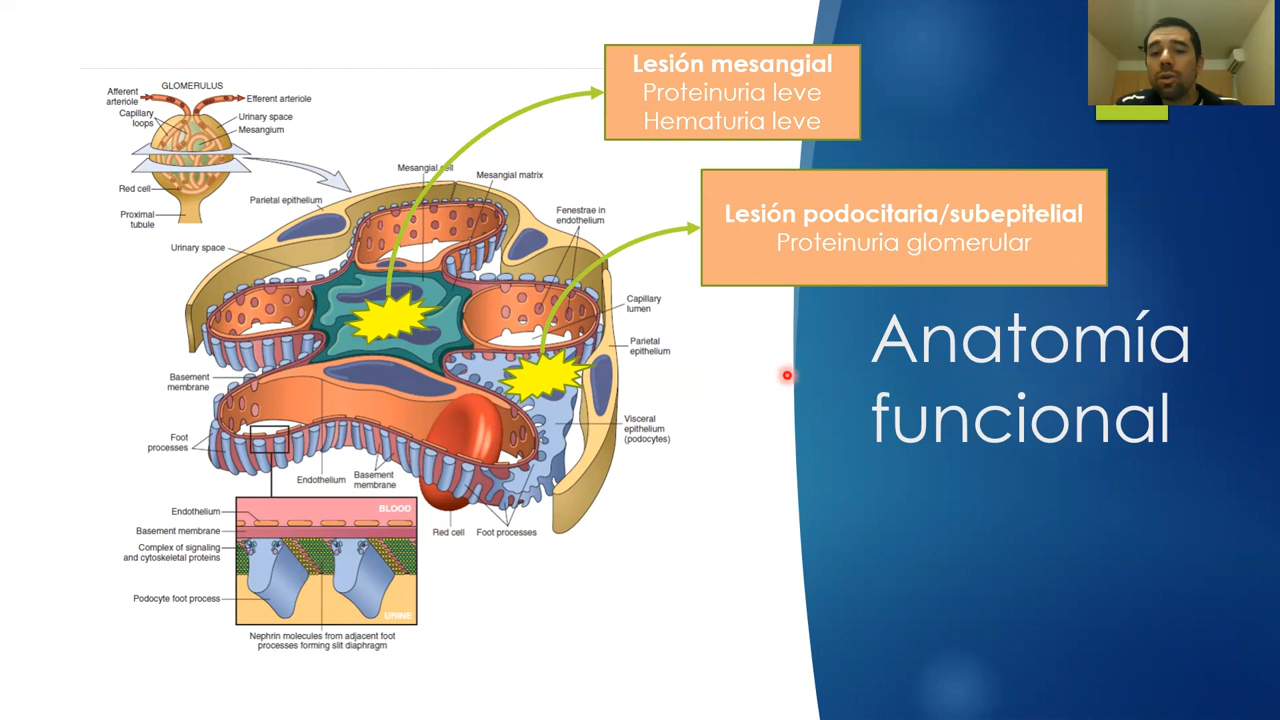 Lesión mesangial
Proteinuria leve
Hematuria leve
Lesión podocitaria/subepitelial
Proteinuria glomerular
Anatomía
funcional
GLOMERULUS
Afferent
arteriole
Efferent arteriole
Capillary
loops
Urinary space
Mesangium
Red cell
Proximal
tubule
Mesangial cell
Mesangial matrix
Parietal epithelium
Fenestrae in
endothelium
Urinary space
Capillary
lumen
Parietal
epithelium
Basement
membrane
Visceral
epithelium
(podocytes)
Foot
processes
Endothelium
Basement
membrane
Red cell
Foot processes
BLOOD
Endothelium
Basement membrane
Complex of signaling
and cytoskeletal proteins
Podocyte foot process
URINE
Nephrin molecules from adjacent foot
processes forming slit diaphragm